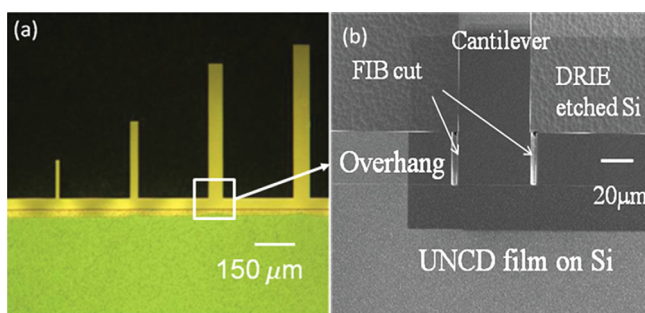 (a)
150 μm
(b)
Cantilever
FIB cut
DRIE
etched Si
Overhang
20μm
UNCD film on Si